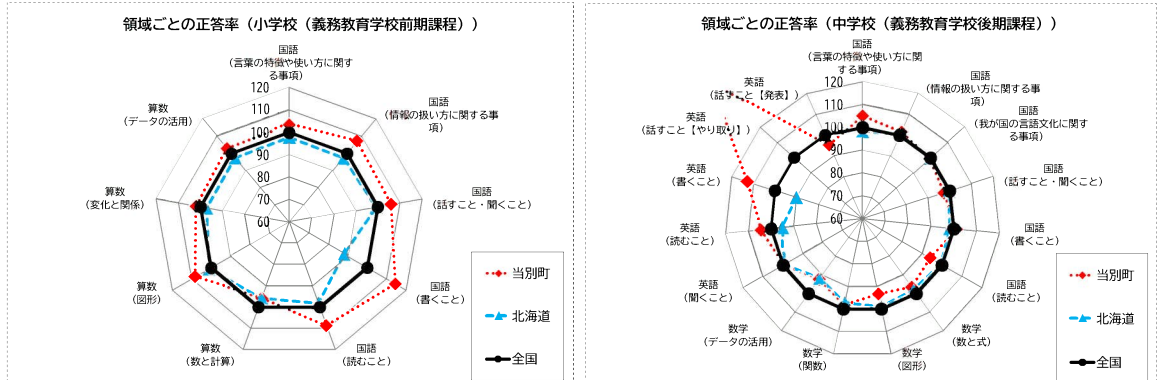 領域ごとの正答率（小学校（義務教育学校前期課程））
国語
（言葉の特徴や使い方に関す
る事項）
国語
（情報の扱い方に関する事
項）
国語
（話すこと・聞くこと）
国語
（書くこと）
国語
（読むこと）
算数
（数と計算）
算数
（図形）
算数
（変化と関係）
算数
（データの活用）
120
110
100
90
80
70
60
当別町
北海道
全国
領域ごとの正答率（中学校（義務教育学校後期課程））
国語
（言葉の特徴や使い方に関
する事項）
国語
（情報の扱い方に関する事
項）
国語
（我が国の言語文化に関す
る事項）
国語
（話すこと・聞くこと）
国語
（書くこと）
国語
（読むこと）
数学
（数と式）
数学
（図形）
数学
（関数）
数学
（データの活用）
英語
（聞くこと）
英語
（読むこと）
英語
（書くこと）
英語
（話すこと【やり取り】）
英語
（話すこと【発表】）
120
110
100
90
80
70
60
当別町
北海道
全国